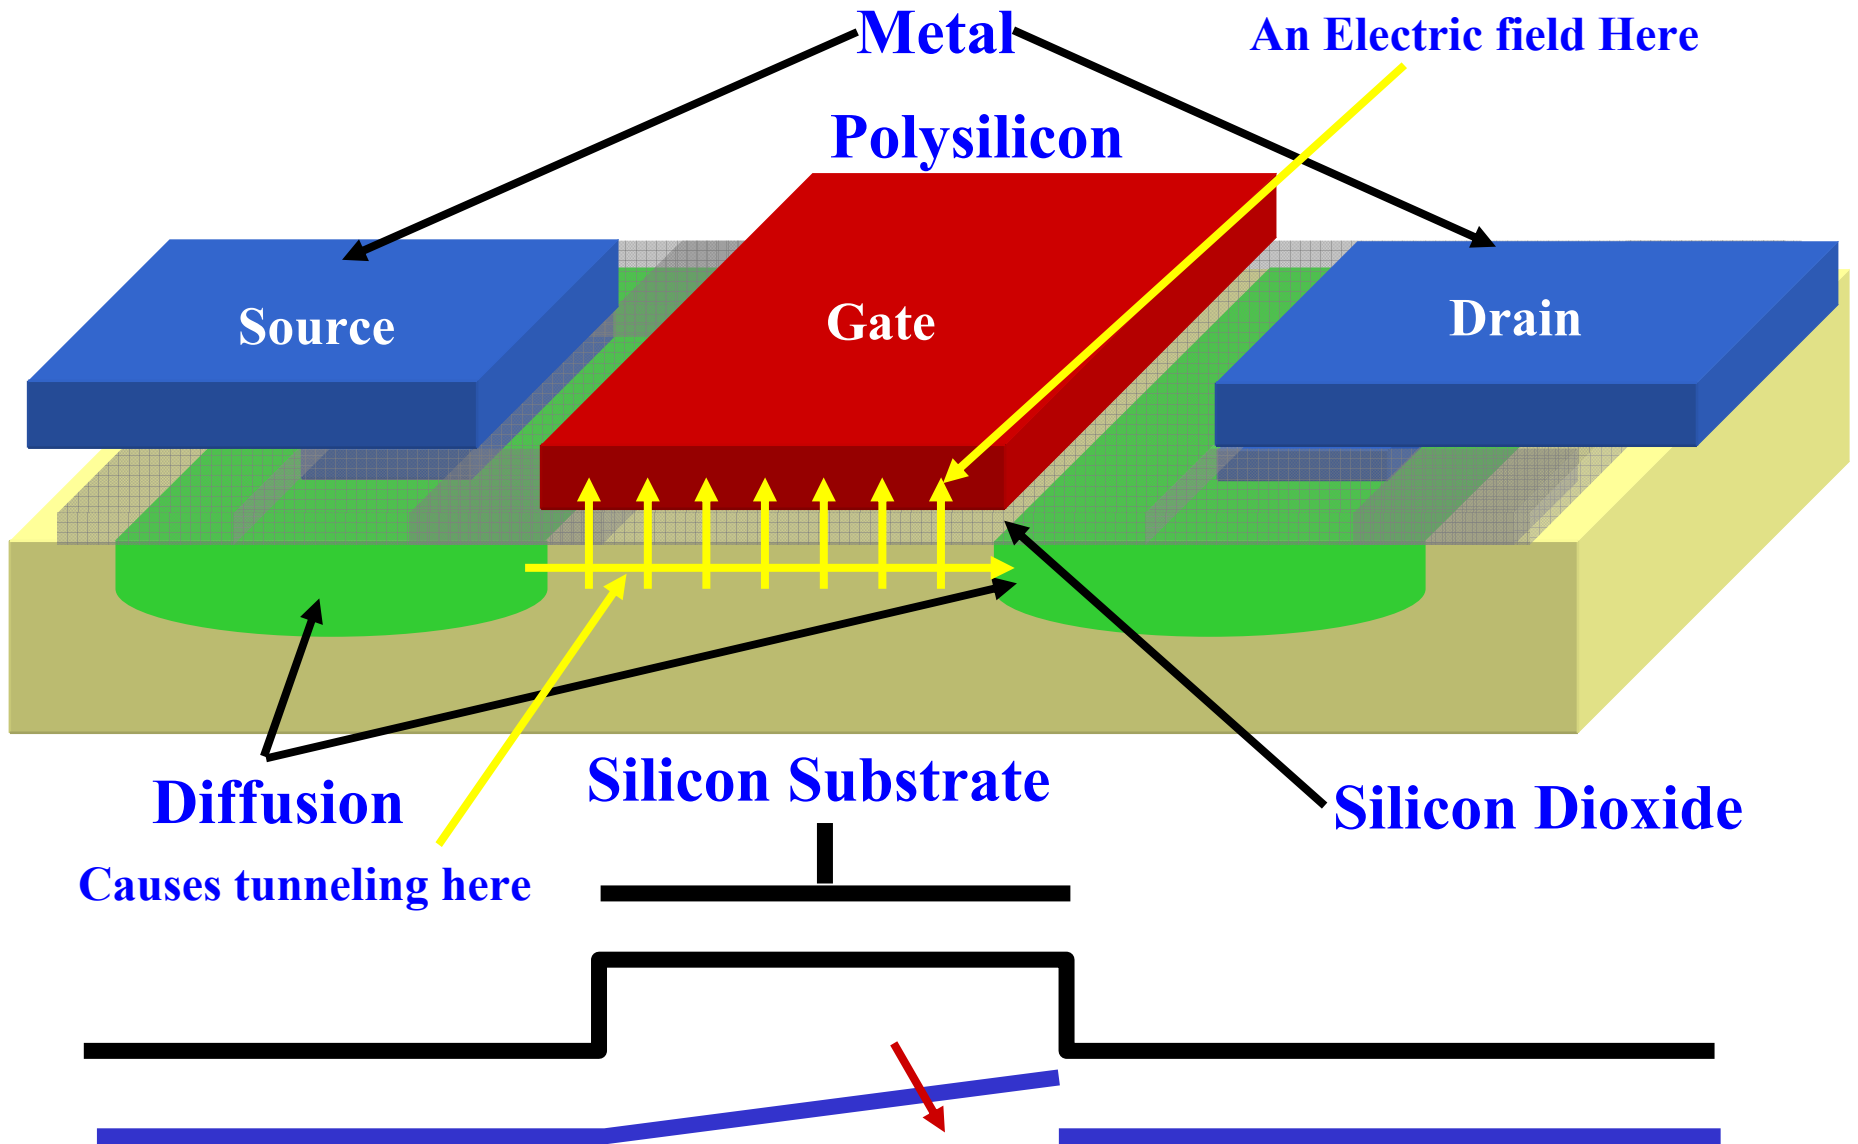 Metal
An Electric field Here
Polysilicon
Source
Gate
Drain
Silicon Substrate
Diffusion
Silicon Dioxide
Causes tunneling here